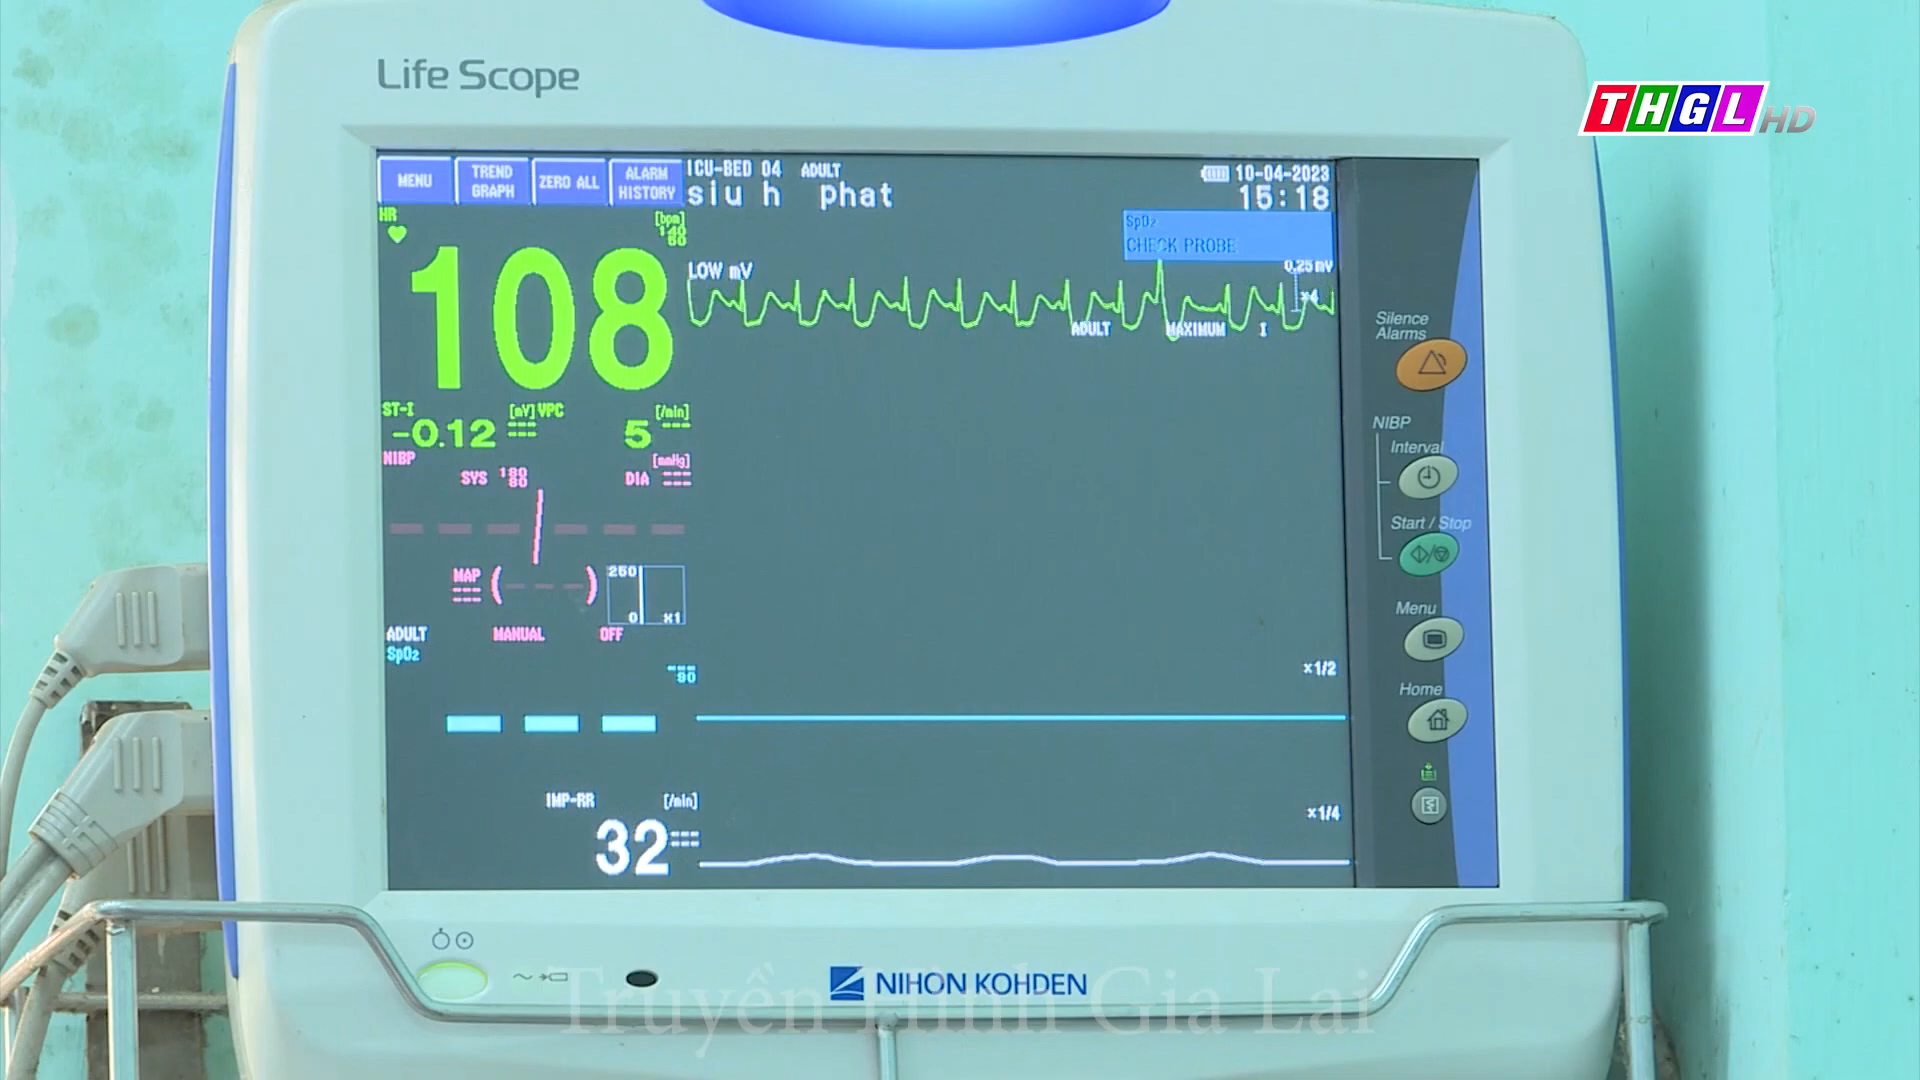 Life Scope
THGL HD
MENU
TREND GRAPH
ZERO ALL
ALARM HISTORY
ICU-BED 04 ADULT
siu h phat
10-04-2023
15:18
HR
[bpm]
140
60
108
SpO₂
CHECK PROBE
LOW mV
0.25 mV
×4
ADULT MAXIMUM I
ST-I
[mV]
-0.12
VPC
[/min]
5
NIBP
SYS 180
80
DIA
[mmHg]
MAP
250
0 ×1
ADULT MANUAL OFF
SpO₂
90
×1/2
IMP-RR
[/min]
32
×1/4
Silence
Alarms
NIBP
Interval
Start / Stop
Menu
Home
NIHON KOHDEN
Truyền Hình Gia Lai